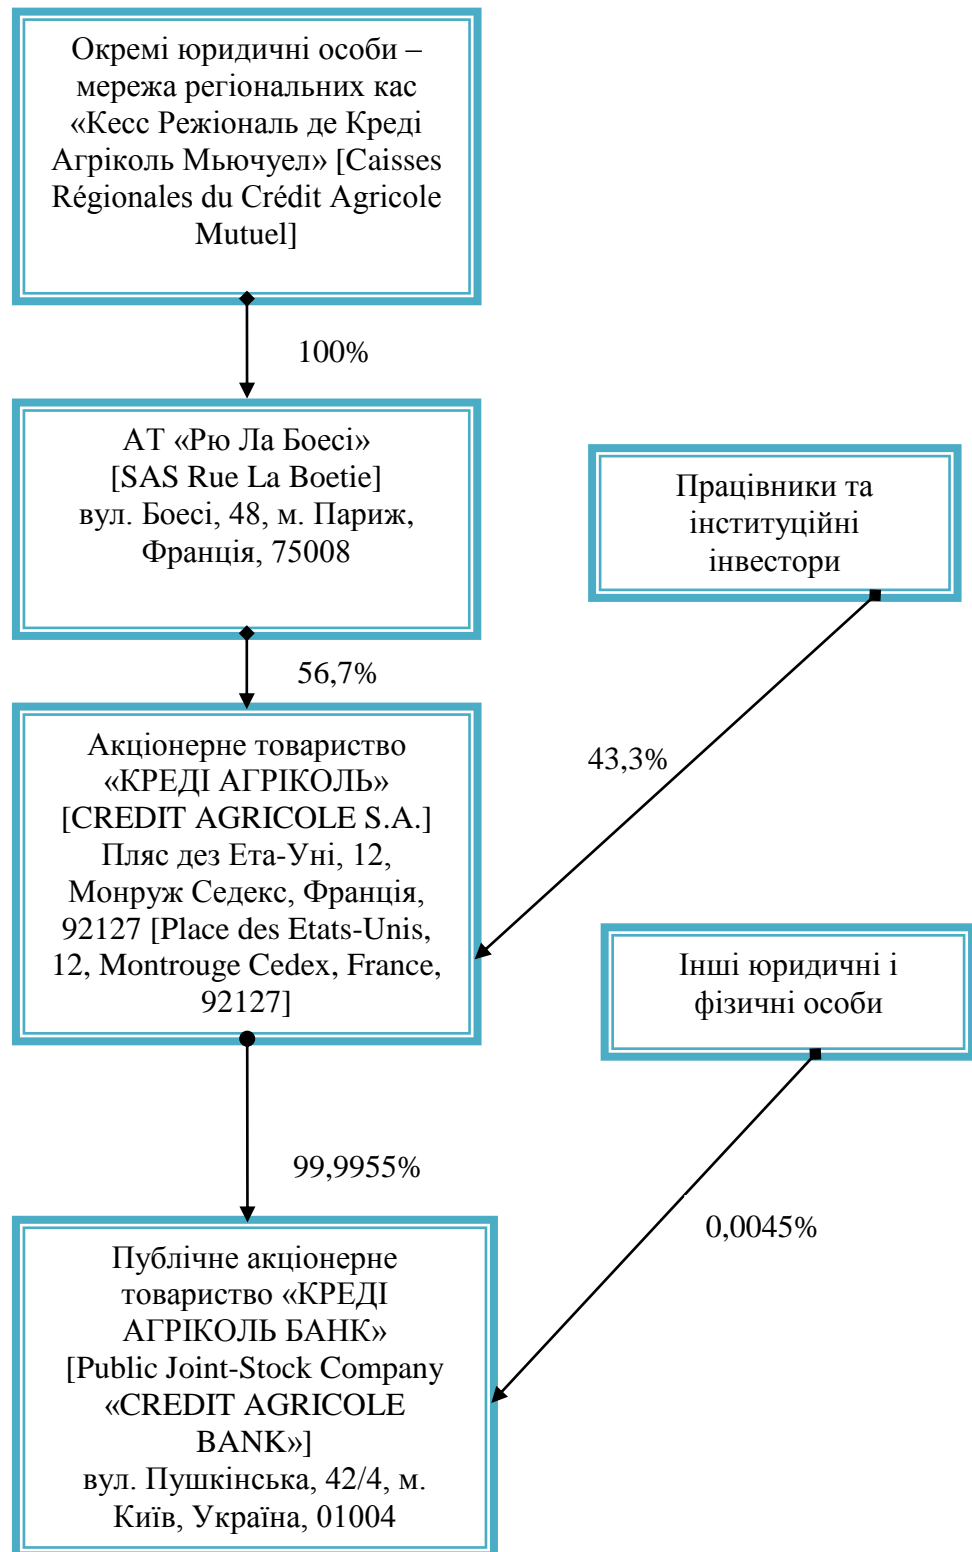 Окремі юридичні особи –
мережа регіональних кас
«Кесс Режіональ де Креді
Агріколь Мьючуел» [Caisses
Régionales du Crédit Agricole
Mutuel]
100%
АТ «Рю Ла Боесі»
[SAS Rue La Boetie]
вул. Боесі, 48, м. Париж,
Франція, 75008
Працівники та
інституційні
інвестори
56,7%
43,3%
Акціонерне товариство
«КРЕДІ АГРІКОЛЬ»
[CREDIT AGRICOLE S.A.]
Пляс дез Ета-Уні, 12,
Монруж Седекс, Франція,
92127 [Place des Etats-Unis,
12, Montrouge Cedex, France,
92127]
Інші юридичні і
фізичні особи
99,9955%
0,0045%
Публічне акціонерне
товариство «КРЕДІ
АГРІКОЛЬ БАНК»
[Public Joint-Stock Company
«CREDIT AGRICOLE
BANK»]
вул. Пушкінська, 42/4, м.
Київ, Україна, 01004